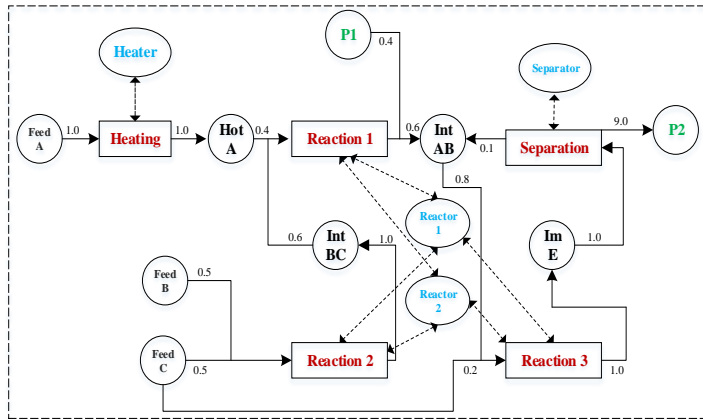 P1
0.4
Heater
Separator
Feed
A
1.0
Heating
1.0
Hot
A
0.4
Reaction 1
0.6
Int
AB
0.1
Separation
9.0
P2
0.8
Reactor
1
0.6
Int
BC
1.0
Im
E
1.0
Feed
B
0.5
Reactor
2
Feed
C
0.5
Reaction 2
0.2
Reaction 3
1.0